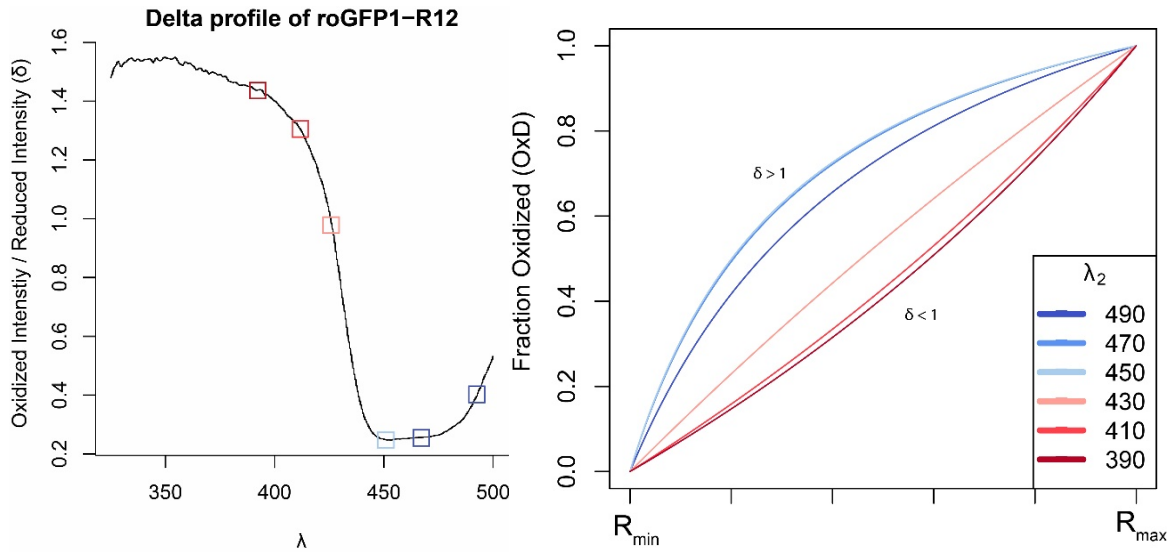 Delta profile of roGFP1−R12
Oxidized Intenstiy / Reduced Intensity (δ)
1.6
1.4
1.2
1.0
0.8
0.6
0.4
0.2
350
400
450
500
λ
Fraction Oxidized (OxD)
1.0
0.8
0.6
0.4
0.2
0.0
δ > 1
δ < 1
λ2
490
470
450
430
410
390
Rmin
Rmax